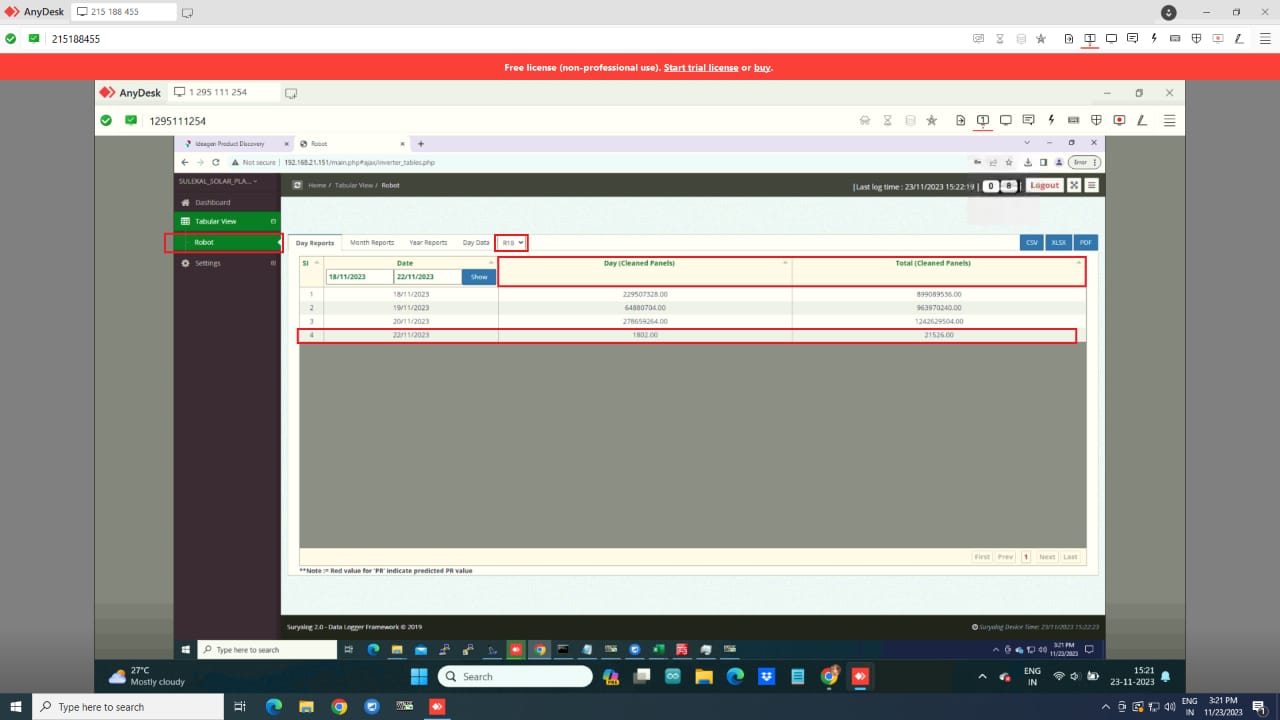 AnyDesk 215 188 455
215188455
Free license (non-professional use). Start trial license or buy.
AnyDesk 1 295 111 254
1295111254
Ideagen Product Discovery Robot
Not secure 192.168.21.151/main.php#ajax/inverter_tables.php Error
SULEKAL_SOLAR_PLA... Home / Tabular View / Robot |Last log time : 23/11/2023 15:22:19 | 0 8 Logout
Dashboard
Tabular View
Robot
Settings
Day Reports Month Reports Year Reports Day Data R18 CSV XLSX PDF
Sl Date Day (Cleaned Panels) Total (Cleaned Panels)
18/11/2023 22/11/2023 Show
1 18/11/2023 229507328.00 899089536.00
2 19/11/2023 64880704.00 963970240.00
3 20/11/2023 278659264.00 1242629504.00
4 22/11/2023 1802.00 21526.00
First Prev 1 Next Last
**Note := Red value for 'PR' indicate predicted PR value
Suryalog 2.0 - Data Logger Framework © 2019 Suryalog Device Time: 23/11/2023 15:22:23
Type here to search 3:21 PM
11/23/2023
27°C
Mostly cloudy
Search
ENG
IN
15:21
23-11-2023
Type here to search
ENG
IN
3:21 PM
11/23/2023
1